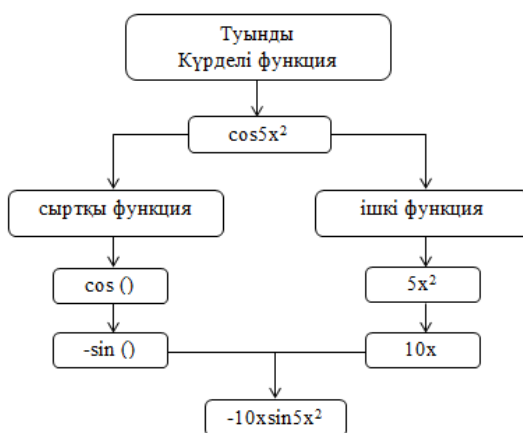 Туынды
Күрделі функция
cos5x²
сыртқы функция
ішкі функция
cos ()
5x²
-sin ()
10x
-10xsin5x²